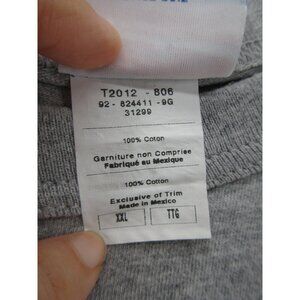 T2012 - 806
92-824411-9G
31299
100% Coton
Garniture non Comprise
Fabriqué au Mexique
100% Cotton
Exclusive of Trim
Made in Mexico
XXL TTG